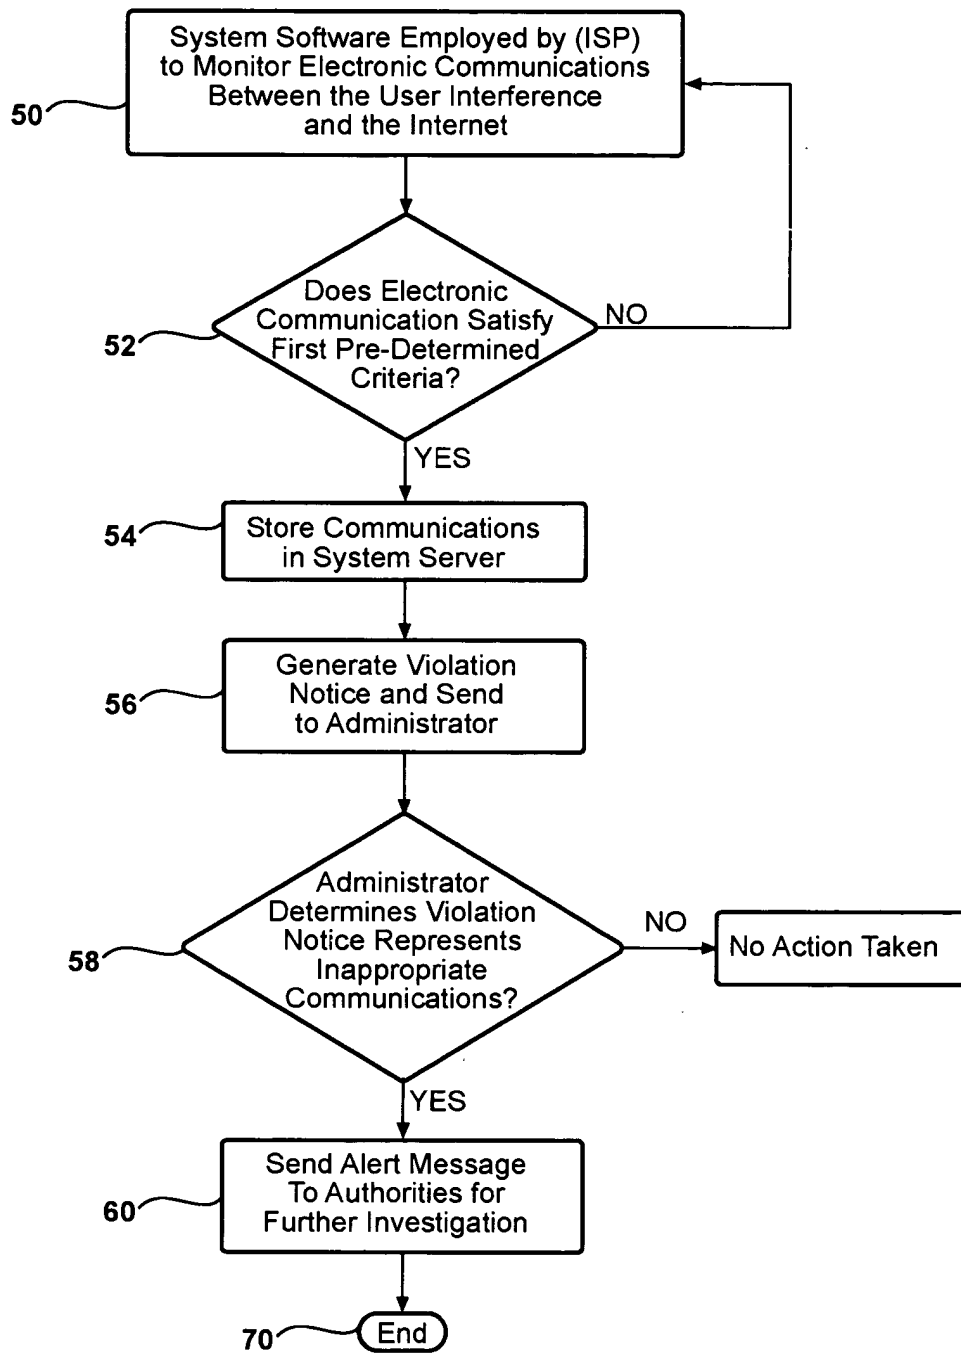 System Software Employed by (ISP)
to Monitor Electronic Communications
Between the User Interference
and the Internet
50
Does Electronic
Communication Satisfy
First Pre-Determined
Criteria?
NO
52
YES
Store Communications
in System Server
54
Generate Violation
Notice and Send
to Administrator
56
Administrator
Determines Violation
Notice Represents
Inappropriate
Communications?
58
NO
No Action Taken
YES
Send Alert Message
To Authorities for
Further Investigation
60
70
End